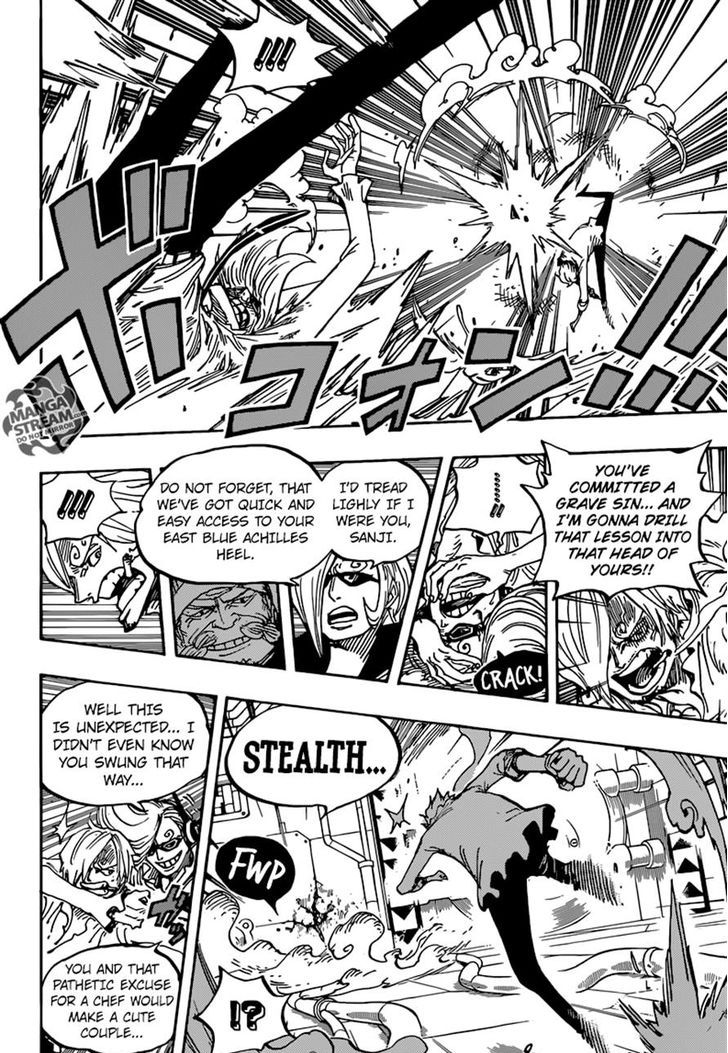 !!!
ドゴ
コォン!!!
MANGA
STREAM.com
DO NOT MIRROR
YOU'VE
COMMITTED A
GRAVE SIN... AND
I'M GONNA DRILL
THAT LESSON INTO
THAT HEAD OF
YOURS!!
CRACK!
I'D TREAD
LIGHLY IF I
WERE YOU,
SANJI.
DO NOT FORGET, THAT
WE'VE GOT QUICK AND
EASY ACCESS TO YOUR
EAST BLUE ACHILLES
HEEL.
!!!
STEALTH...
FWP
!?
WELL THIS
IS UNEXPECTED... I
DIDN'T EVEN KNOW
YOU SWUNG THAT
WAY...
YOU AND THAT
PATHETIC EXCUSE
FOR A CHEF WOULD
MAKE A CUTE
COUPLE...